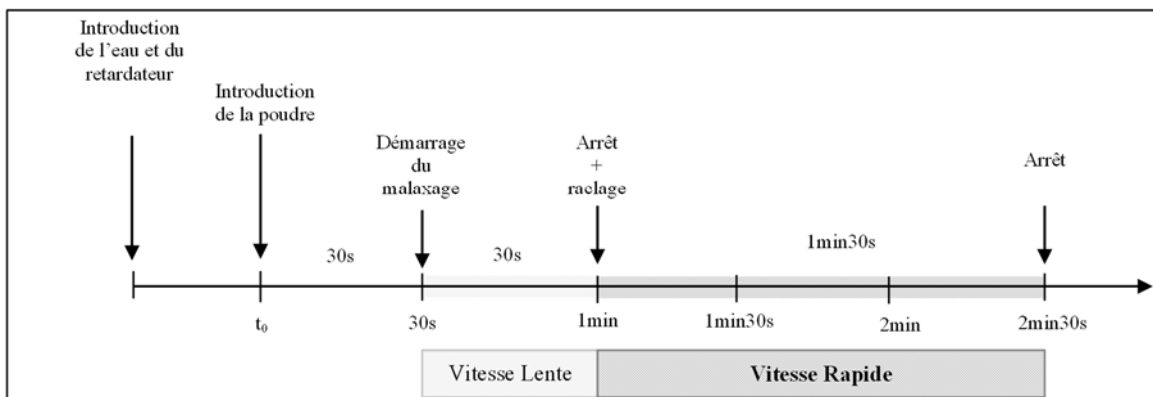 Introduction
de l’eau et du
retardateur
Introduction
de la poudre
Démarrage
du
malaxage
Arrêt
+
raclage
Arrêt
30s
30s
1min30s
t₀
30s
1min
1min30s
2min
2min30s
Vitesse Lente
Vitesse Rapide